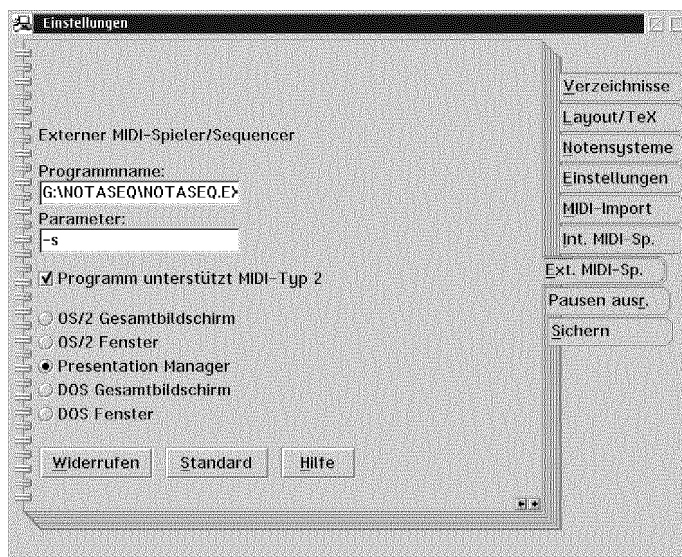 Einstellungen
Externer MIDI-Spieler/Sequencer
Programmname:
G:\NOTASEQ\NOTASEQ.EX
Parameter:
-s
Programm unterstützt MIDI-Typ 2
OS/2 Gesamtbildschirm
OS/2 Fenster
Presentation Manager
DOS Gesamtbildschirm
DOS Fenster
Widerrufen
Standard
Hilfe
Verzeichnisse
Layout/TeX
Notensysteme
Einstellungen
MIDI-Import
Int. MIDI-Sp.
Ext. MIDI-Sp.
Pausen ausr.
Sichern